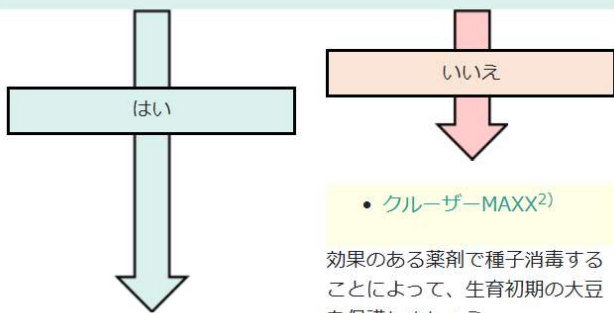 いいえ
はい
• クルーザーMAXX2)
効果のある薬剤で種子消毒する
ことによって、生育初期の大豆